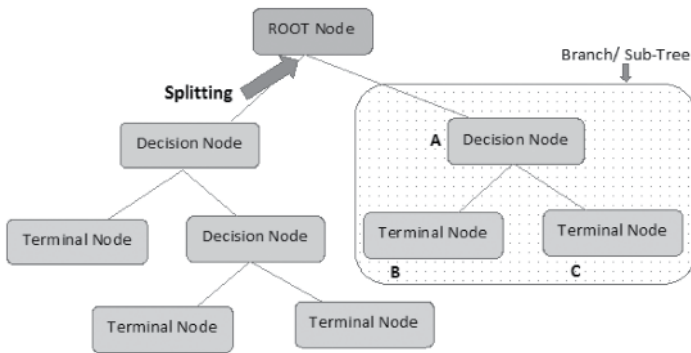 ROOT Node
Branch/ Sub-Tree
Splitting
Decision Node
A Decision Node
Terminal Node
Decision Node
Terminal Node
Terminal Node
B
C
Terminal Node
Terminal Node